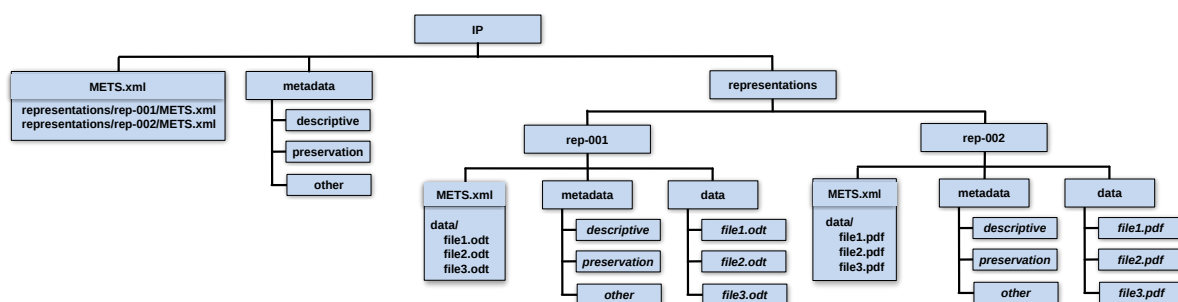 IP
METS.xml
representations/rep-001/METS.xml
representations/rep-002/METS.xml
metadata
descriptive
preservation
other
representations
rep-001
METS.xml
data/
file1.odt
file2.odt
file3.odt
metadata
descriptive
preservation
other
data
file1.odt
file2.odt
file3.odt
rep-002
METS.xml
data/
file1.pdf
file2.pdf
file3.pdf
metadata
descriptive
preservation
other
data
file1.pdf
file2.pdf
file3.pdf